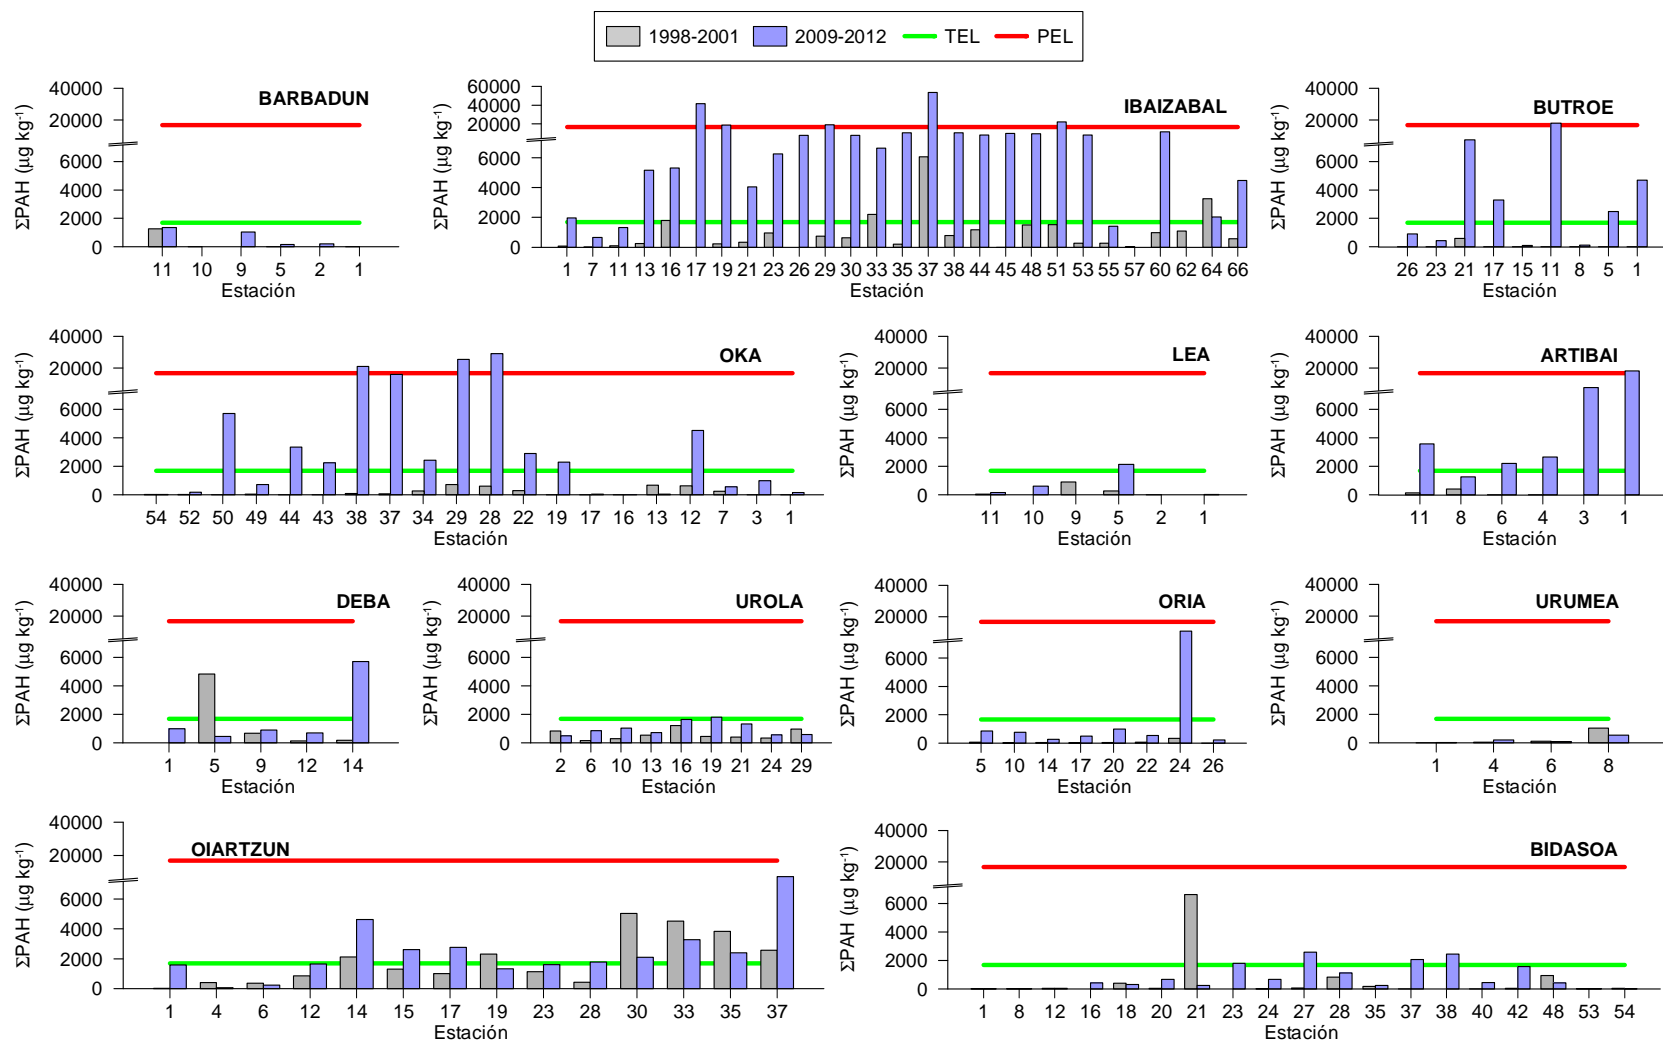 1998-2001 2009-2012 TEL PEL
BARBADUN
ΣPAH (µg kg⁻¹)
40000
20000
6000
4000
2000
0
11 10 9 5 2 1
Estación
IBAIZABAL
ΣPAH (µg kg⁻¹)
60000
40000
20000
6000
4000
2000
0
1 7 11 13 16 17 19 21 23 26 29 30 33 35 37 38 44 45 48 51 53 55 57 60 62 64 66
Estación
BUTROE
ΣPAH (µg kg⁻¹)
40000
20000
6000
4000
2000
0
26 23 21 17 15 11 8 5 1
Estación
OKA
ΣPAH (µg kg⁻¹)
40000
20000
6000
4000
2000
0
54 52 50 49 44 43 38 37 34 29 28 22 19 17 16 13 12 7 3 1
Estación
LEA
ΣPAH (µg kg⁻¹)
40000
20000
6000
4000
2000
0
11 10 9 5 2 1
Estación
ARTIBAI
ΣPAH (µg kg⁻¹)
40000
20000
6000
4000
2000
0
11 8 6 4 3 1
Estación
DEBA
ΣPAH (µg kg⁻¹)
40000
20000
6000
4000
2000
0
1 5 9 12 14
Estación
UROLA
ΣPAH (µg kg⁻¹)
40000
20000
6000
4000
2000
0
2 6 10 13 16 19 21 24 29
Estación
ORIA
ΣPAH (µg kg⁻¹)
40000
20000
6000
4000
2000
0
5 10 14 17 20 22 24 26
Estación
URUMEA
ΣPAH (µg kg⁻¹)
40000
20000
6000
4000
2000
0
1 4 6 8
Estación
OIARTZUN
ΣPAH (µg kg⁻¹)
40000
20000
6000
4000
2000
0
1 4 6 12 14 15 17 19 23 28 30 33 35 37
Estación
BIDASOA
ΣPAH (µg kg⁻¹)
40000
20000
6000
4000
2000
0
1 8 12 16 18 20 21 23 24 27 28 35 37 38 40 42 48 53 54
Estación